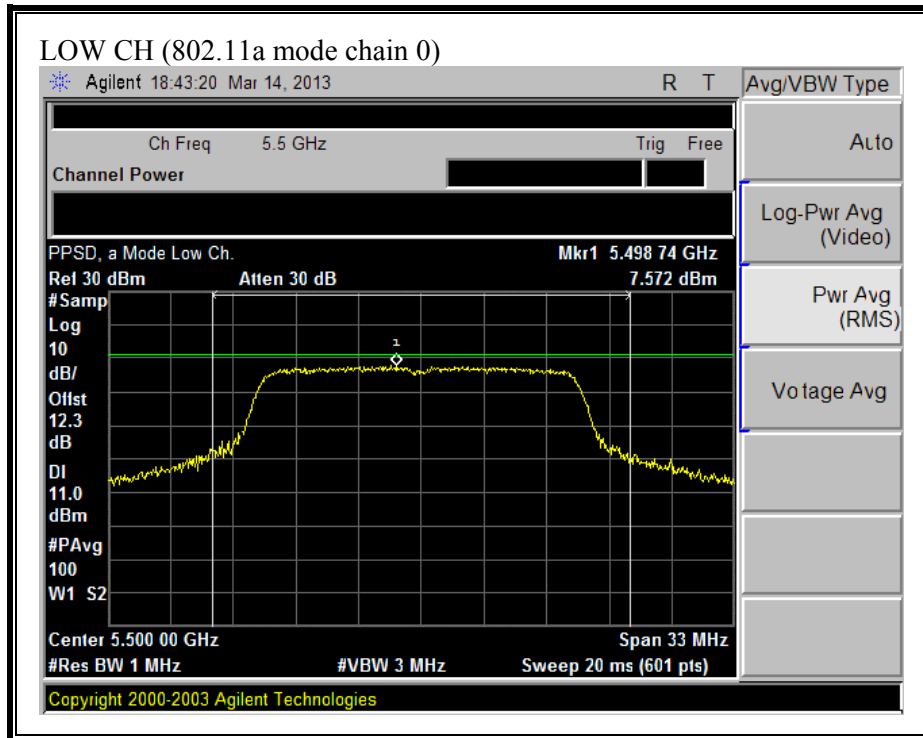 LOW CH (802.11a mode chain 0)
Agilent 18:43:20 Mar 14, 2013 R T
Avg/VBW Type
Ch Freq 5.5 GHz Trig Free
Channel Power
Auto
Log-Pwr Avg
(Video)
Pwr Avg
(RMS)
Voltage Avg
PPSD, a Mode Low Ch. Mkr1 5.498 74 GHz
Ref 30 dBm Atten 30 dB 7.572 dBm
#Samp
Log
10
dB/
Offst
12.3
dB
DI
11.0
dBm
#PAvg
100
W1 S2
1
Center 5.500 00 GHz Span 33 MHz
#Res BW 1 MHz #VBW 3 MHz Sweep 20 ms (601 pts)
Copyright 2000-2003 Agilent Technologies